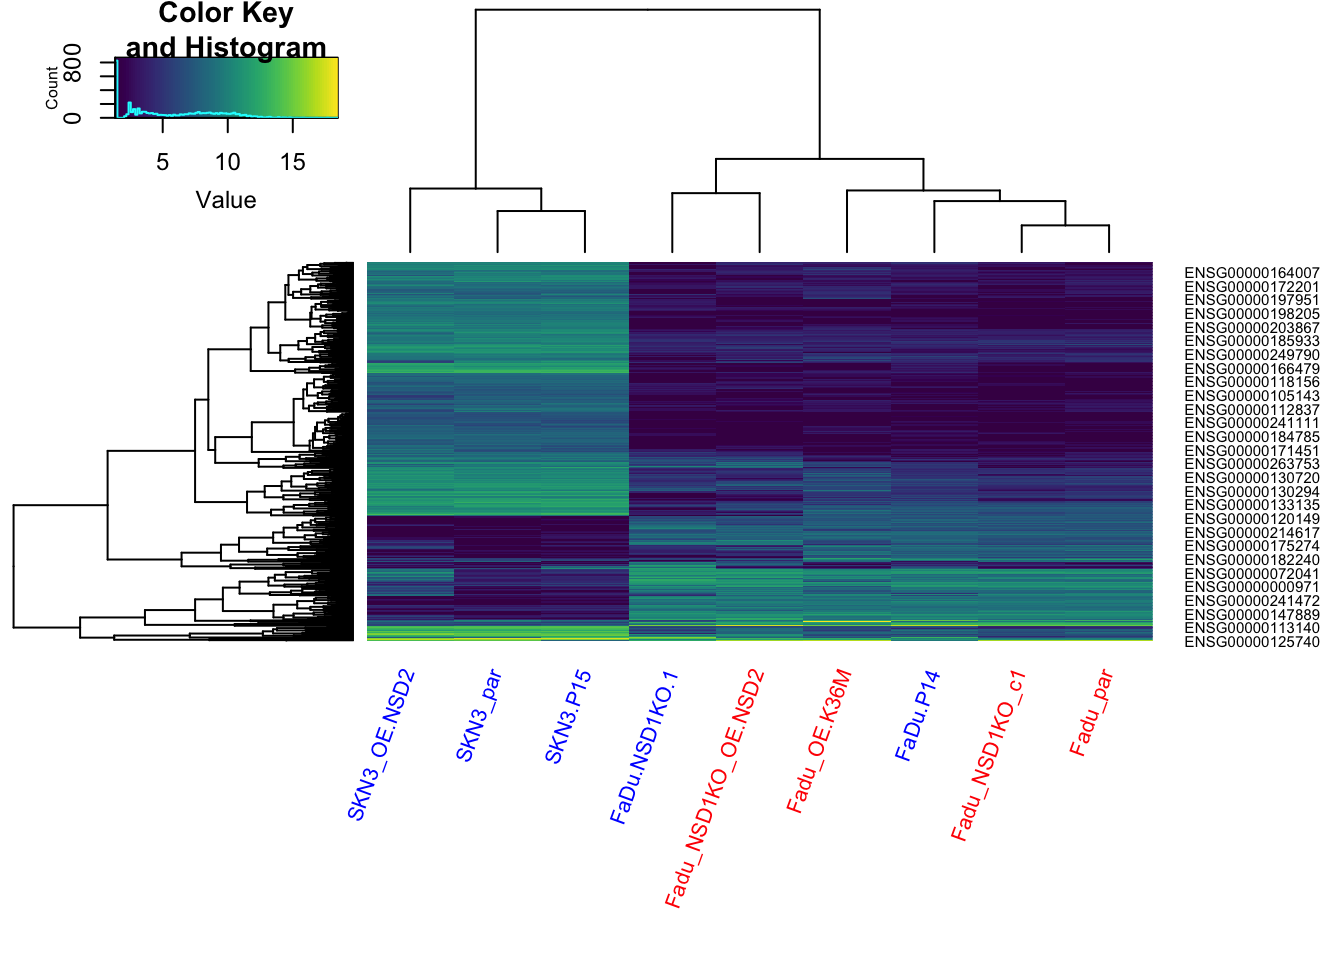 Color Key
and Histogram
Count
0 800
5 10 15
Value
ENSG00000164007
ENSG00000172201
ENSG00000197951
ENSG00000198205
ENSG00000203867
ENSG00000185933
ENSG00000249790
ENSG00000166479
ENSG00000118156
ENSG00000105143
ENSG00000112837
ENSG00000241111
ENSG00000184785
ENSG00000171451
ENSG00000263753
ENSG00000130720
ENSG00000130294
ENSG00000133135
ENSG00000120149
ENSG00000214617
ENSG00000175274
ENSG00000182240
ENSG00000072041
ENSG00000000971
ENSG00000241472
ENSG00000147889
ENSG00000113140
ENSG00000125740
SKN3_OE.NSD2
SKN3_par
SKN3.P15
FaDu.NSD1KO.1
Fadu_NSD1KO_OE.NSD2
Fadu_OE.K36M
FaDu.P14
Fadu_NSD1KO_c1
Fadu_par